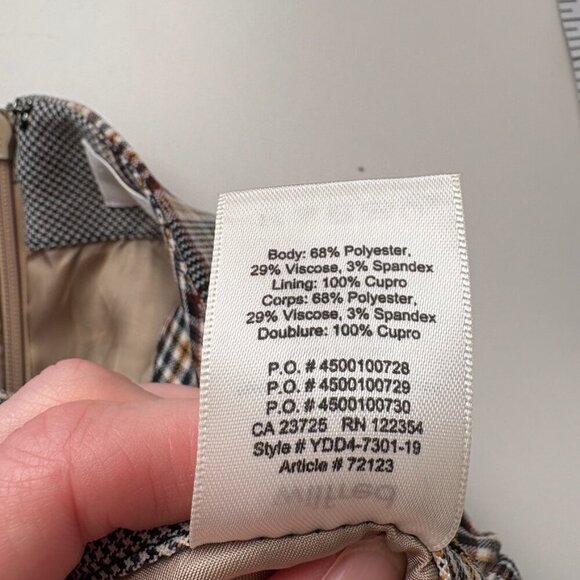 Body: 68% Polyester,
29% Viscose, 3% Spandex
Lining: 100% Cupro
Corps: 68% Polyester,
29% Viscose, 3% Spandex
Doublure: 100% Cupro
P.O. # 4500100728
P.O. # 4500100729
P.O. # 4500100730
CA 23725 RN 122354
Style # YDD4-7301-19
Article # 72123
wilfred